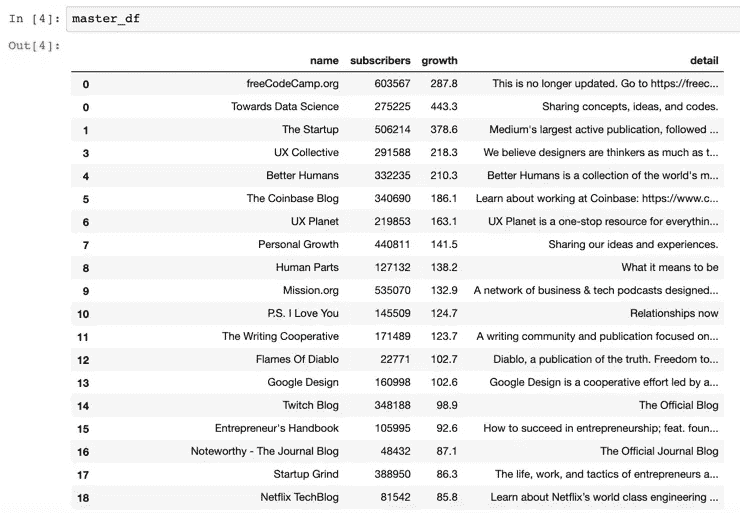 In [4]: master_df
Out[4]:
name subscribers growth detail
0 freeCodeCamp.org 603567 287.8 This is no longer updated. Go to https://freec...
0 Towards Data Science 275225 443.3 Sharing concepts, ideas, and codes.
1 The Startup 506214 378.6 Medium's largest active publication, followed ...
3 UX Collective 291588 218.3 We believe designers are thinkers as much as t...
4 Better Humans 332235 210.3 Better Humans is a collection of the world's m...
5 The Coinbase Blog 340690 186.1 Learn about working at Coinbase: https://www.c...
6 UX Planet 219853 163.1 UX Planet is a one-stop resource for everythin...
7 Personal Growth 440811 141.5 Sharing our ideas and experiences.
8 Human Parts 127132 138.2 What it means to be
9 Mission.org 535070 132.9 A network of business & tech podcasts designed...
10 P.S. I Love You 145509 124.7 Relationships now
11 The Writing Cooperative 171489 123.7 A writing community and publication focused on...
12 Flames Of Diablo 22771 102.7 Diablo, a publication of the truth. Freedom to...
13 Google Design 160998 102.6 Google Design is a cooperative effort led by a...
14 Twitch Blog 348188 98.9 The Official Blog
15 Entrepreneur's Handbook 105995 92.6 How to succeed in entrepreneurship; feat. foun...
16 Noteworthy - The Journal Blog 48432 87.1 The Official Journal Blog
17 Startup Grind 388950 86.3 The life, work, and tactics of entrepreneurs a...
18 Netflix TechBlog 81542 85.8 Learn about Netflix's world class engineering ...